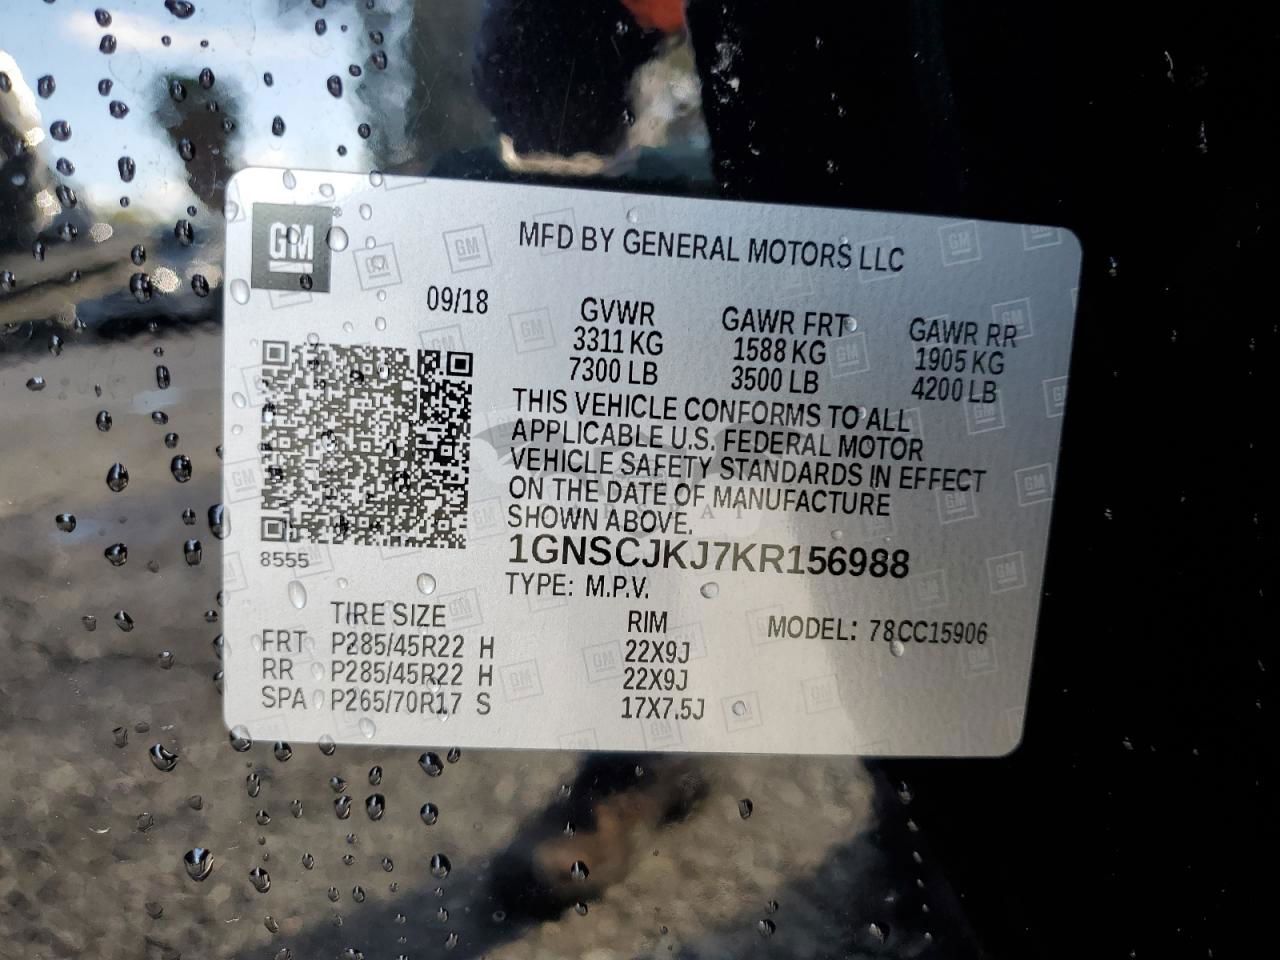 GM
MFD BY GENERAL MOTORS LLC
09/18
GVWR GAWR FRT GAWR RR
3311 KG 1588 KG 1905 KG
7300 LB 3500 LB 4200 LB
THIS VEHICLE CONFORMS TO ALL
APPLICABLE U.S. FEDERAL MOTOR
VEHICLE SAFETY STANDARDS IN EFFECT
ON THE DATE OF MANUFACTURE
SHOWN ABOVE.
8555
1GNSCJKJ7KR156988
TYPE: M.P.V.
TIRE SIZE RIM MODEL: 78CC15906
FRT P285/45R22 H 22X9J
RR P285/45R22 H 22X9J
SPA P265/70R17 S 17X7.5J